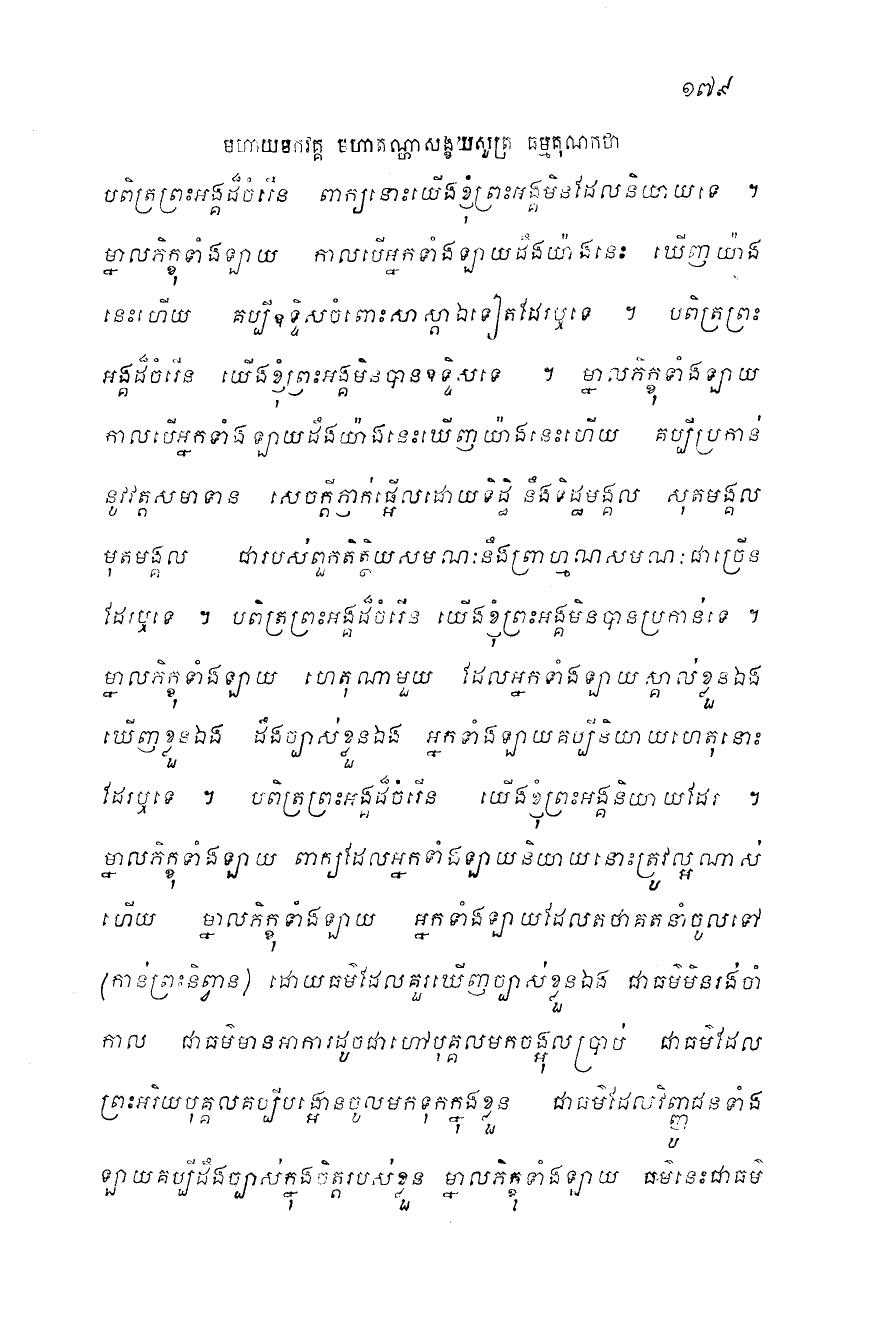 ១៧៩
មហាយមកវគ្គ មហាតណ្ហាសង្ខយសូត្រ ធម្មគុណកថា
បពិត្រព្រះអង្គដ៏ចំរើន ពាក្យនោះយើងខ្ញុំព្រះអង្គមិនដែលនិយាយទេ ។
ម្នាលភិក្ខុទាំងឡាយ កាលបើអ្នកទាំងឡាយដឹងយ៉ាងនេះ ឃើញយ៉ាង
នេះហើយ គប្បីឧទ្ទិសចំពោះសាស្តាឯទៀតដែរឬទេ ។ បពិត្រព្រះ
អង្គដ៏ចំរើន យើងខ្ញុំព្រះអង្គមិនបានឧទ្ទិសទេ ។ ម្នាលភិក្ខុទាំងឡាយ
កាលបើអ្នកទាំងឡាយដឹងយ៉ាងនេះឃើញយ៉ាងនេះហើយ គប្បីប្រកាន់
នូវវត្តសមាទាន សេចក្តីភ្ញាក់ផ្អើលដោយទិដ្ឋិ នឹងទិដ្ឋមង្គល សុតមង្គល
មុតមង្គល ជារបស់ពួកតិត្ថិយសមណៈនឹងព្រាហ្មណសមណៈជាច្រើន
ដែរឬទេ ។ បពិត្រព្រះអង្គដ៏ចំរើន យើងខ្ញុំព្រះអង្គមិនបានប្រកាន់ទេ ។
ម្នាលភិក្ខុទាំងឡាយ ហេតុណាមួយ ដែលអ្នកទាំងឡាយស្គាល់ខ្លួនឯង
ឃើញខ្លួនឯង ដឹងច្បាស់ខ្លួនឯង អ្នកទាំងឡាយគប្បីនិយាយហេតុនោះ
ដែរឬទេ ។ បពិត្រព្រះអង្គដ៏ចំរើន យើងខ្ញុំព្រះអង្គនិយាយដែរ ។
ម្នាលភិក្ខុទាំងឡាយ ពាក្យដែលអ្នកទាំងឡាយនិយាយនោះត្រូវល្អណាស់
ហើយ ម្នាលភិក្ខុទាំងឡាយ អ្នកទាំងឡាយដែលតថាគតនាំចូលទៅ
(កាន់ព្រះនិព្វាន) ដោយធម៌ដែលគួរឃើញច្បាស់ខ្លួនឯង ជាធម៌មិនរង់ចាំ
កាល ជាធម៌មានអាការដូចជាហៅបុគ្គលមកចង្អុលប្រាប់ ជាធម៌ដែល
ព្រះអរិយបុគ្គលគប្បីបង្អោនចូលមកទុកក្នុងខ្លួន ជាធម៌ដែលវិញ្ញូជនទាំង
ឡាយគប្បីដឹងច្បាស់ក្នុងចិត្តរបស់ខ្លួន ម្នាលភិក្ខុទាំងឡាយ ធម៌នេះជាធម៌